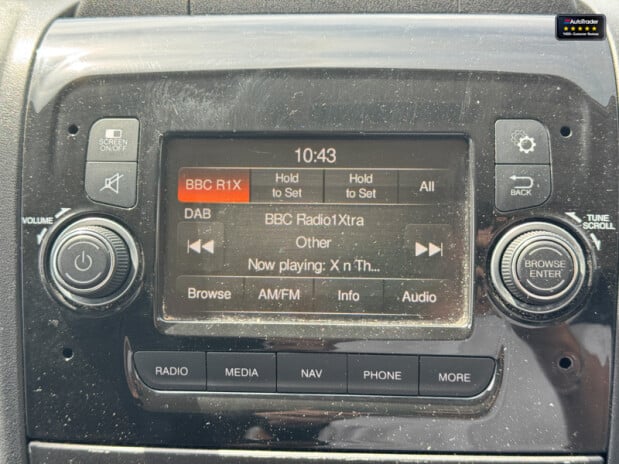 AutoTrader
SCREEN
ON/OFF
10:43
BBC R1X
Hold
to Set
Hold
to Set
All
BACK
VOLUME
DAB
BBC Radio1Xtra
Other
Now playing: X n Th...
TUNE
SCROLL
BROWSE
ENTER
Browse
AM/FM
Info
Audio
RADIO
MEDIA
NAV
PHONE
MORE